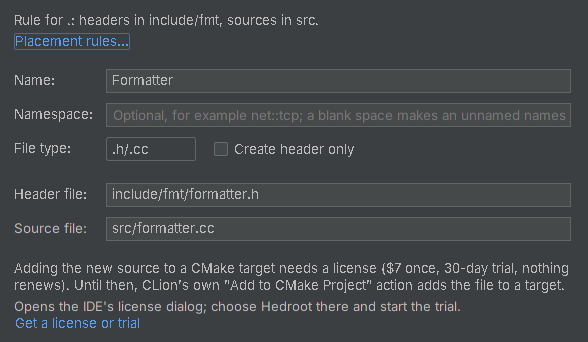 Rule for .: headers in include/fmt, sources in src.
Placement rules...
Name: Formatter
Namespace: Optional, for example net::tcp; a blank space makes an unnamed names
File type: .h/.cc Create header only
Header file: include/fmt/formatter.h
Source file: src/formatter.cc
Adding the new source to a CMake target needs a license ($7 once, 30-day trial, nothing
renews). Until then, CLion's own "Add to CMake Project" action adds the file to a target.
Opens the IDE's license dialog; choose Hedroot there and start the trial.
Get a license or trial